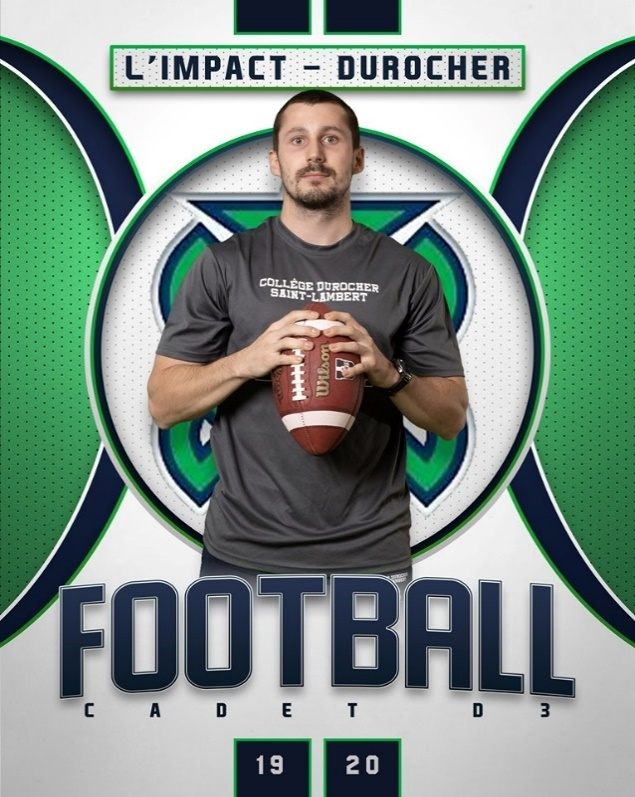 L'IMPACT – DUROCHER
COLLÈGE DUROCHER
SAINT-LAMBERT
Wilson
FOOTBALL
CADET D3
19 20